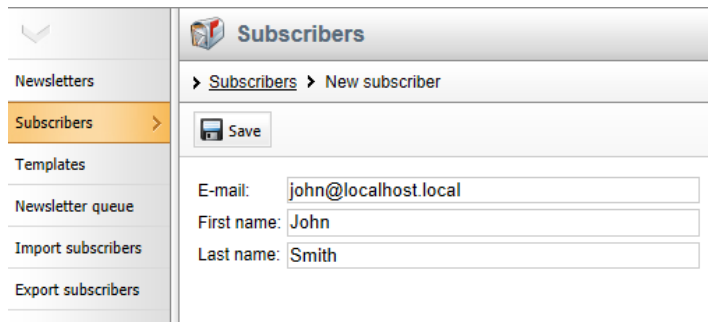 Newsletters
Subscribers >
Templates
Newsletter queue
Import subscribers
Export subscribers
Subscribers
> Subscribers > New subscriber
Save
E-mail: john@localhost.local
First name: John
Last name: Smith